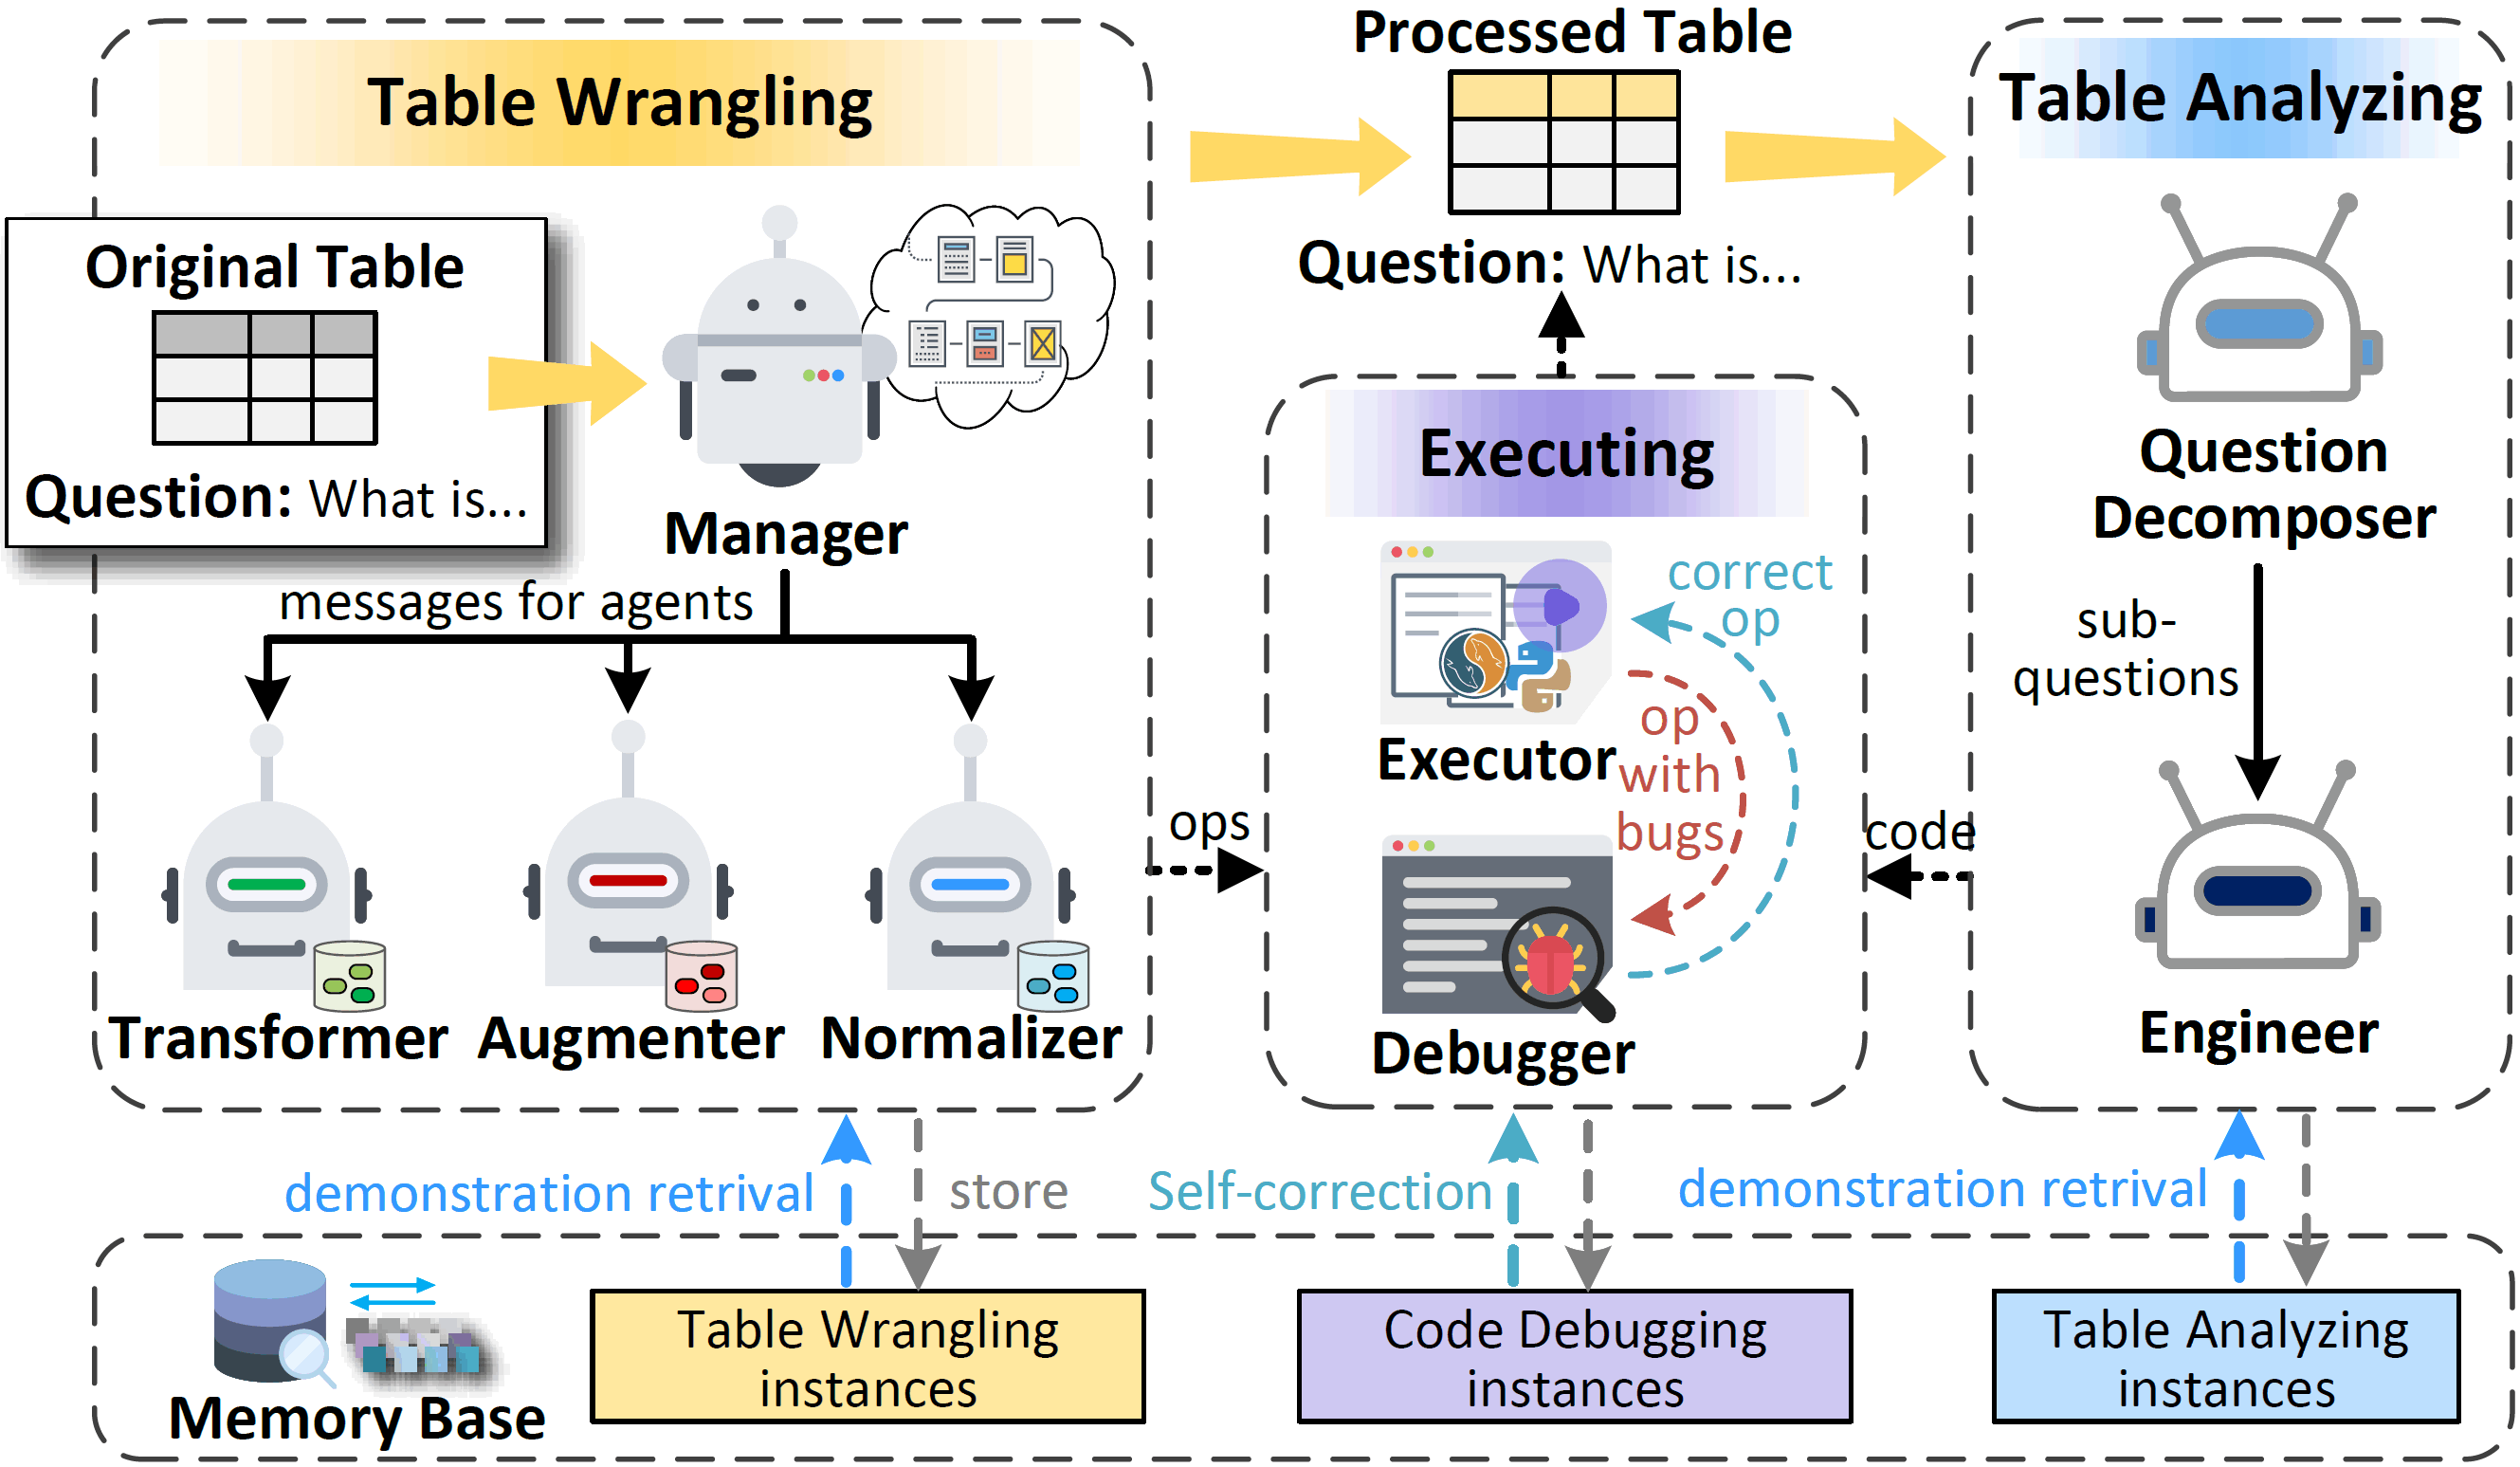 Table Wrangling
Original Table
Question: What is...
Manager
messages for agents
Transformer
Augmenter
Normalizer
Processed Table
Question: What is...
ops
Executing
Executor
correct
op
op
with
bugs
Debugger
code
Table Analyzing
Question
Decomposer
sub-
questions
Engineer
demonstration retrival
store
Self-correction
demonstration retrival
Memory Base
Table Wrangling
instances
Code Debugging
instances
Table Analyzing
instances